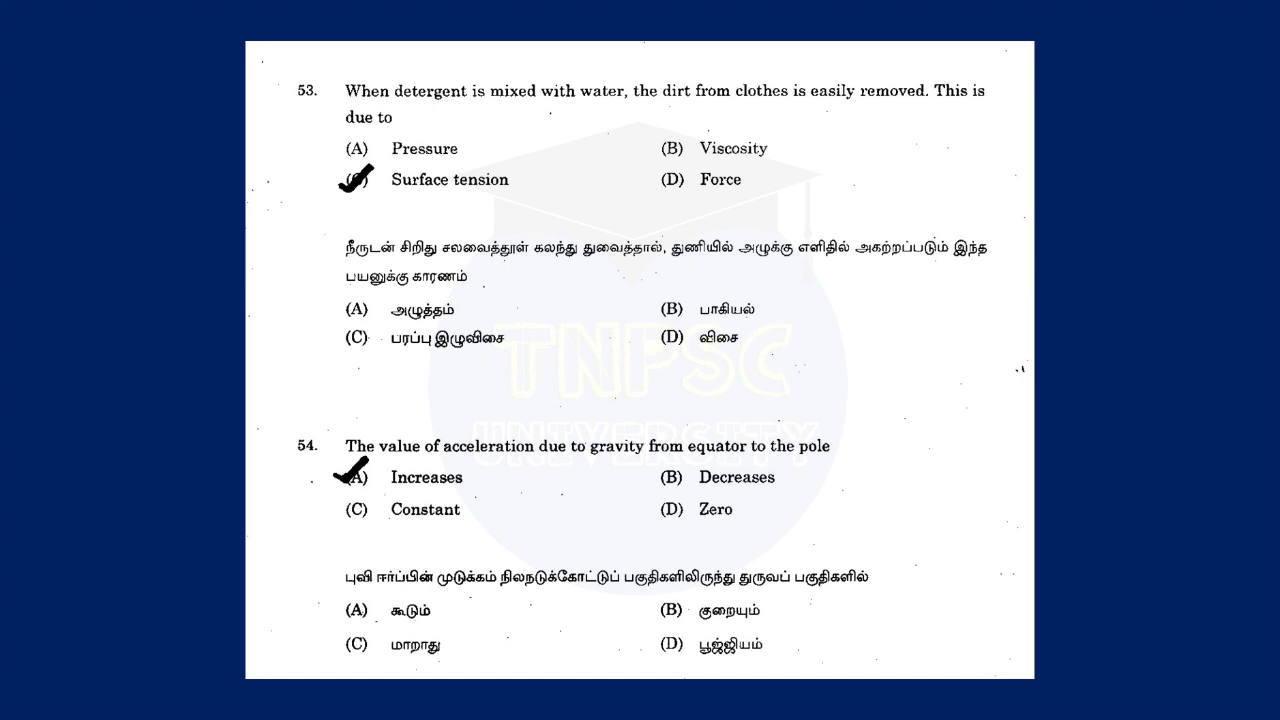 53. When detergent is mixed with water, the dirt from clothes is easily removed. This is
due to
(A) Pressure (B) Viscosity
(C) Surface tension (D) Force
நீருடன் சிறிது சலவைத்தூள் கலந்து துவைத்தால், துணியில் அழுக்கு எளிதில் அகற்றப்படும் இந்த
பயனுக்கு காரணம்
(A) அழுத்தம் (B) பாகியல்
(C) பரப்பு இழுவிசை (D) விசை
TNPSC
UNIVERCITY
54. The value of acceleration due to gravity from equator to the pole
(A) Increases (B) Decreases
(C) Constant (D) Zero
புவி ஈர்ப்பின் முடுக்கம் நிலநடுக்கோட்டுப் பகுதிகளிலிருந்து துருவப் பகுதிகளில்
(A) கூடும் (B) குறையும்
(C) மாறாது (D) பூஜ்ஜியம்